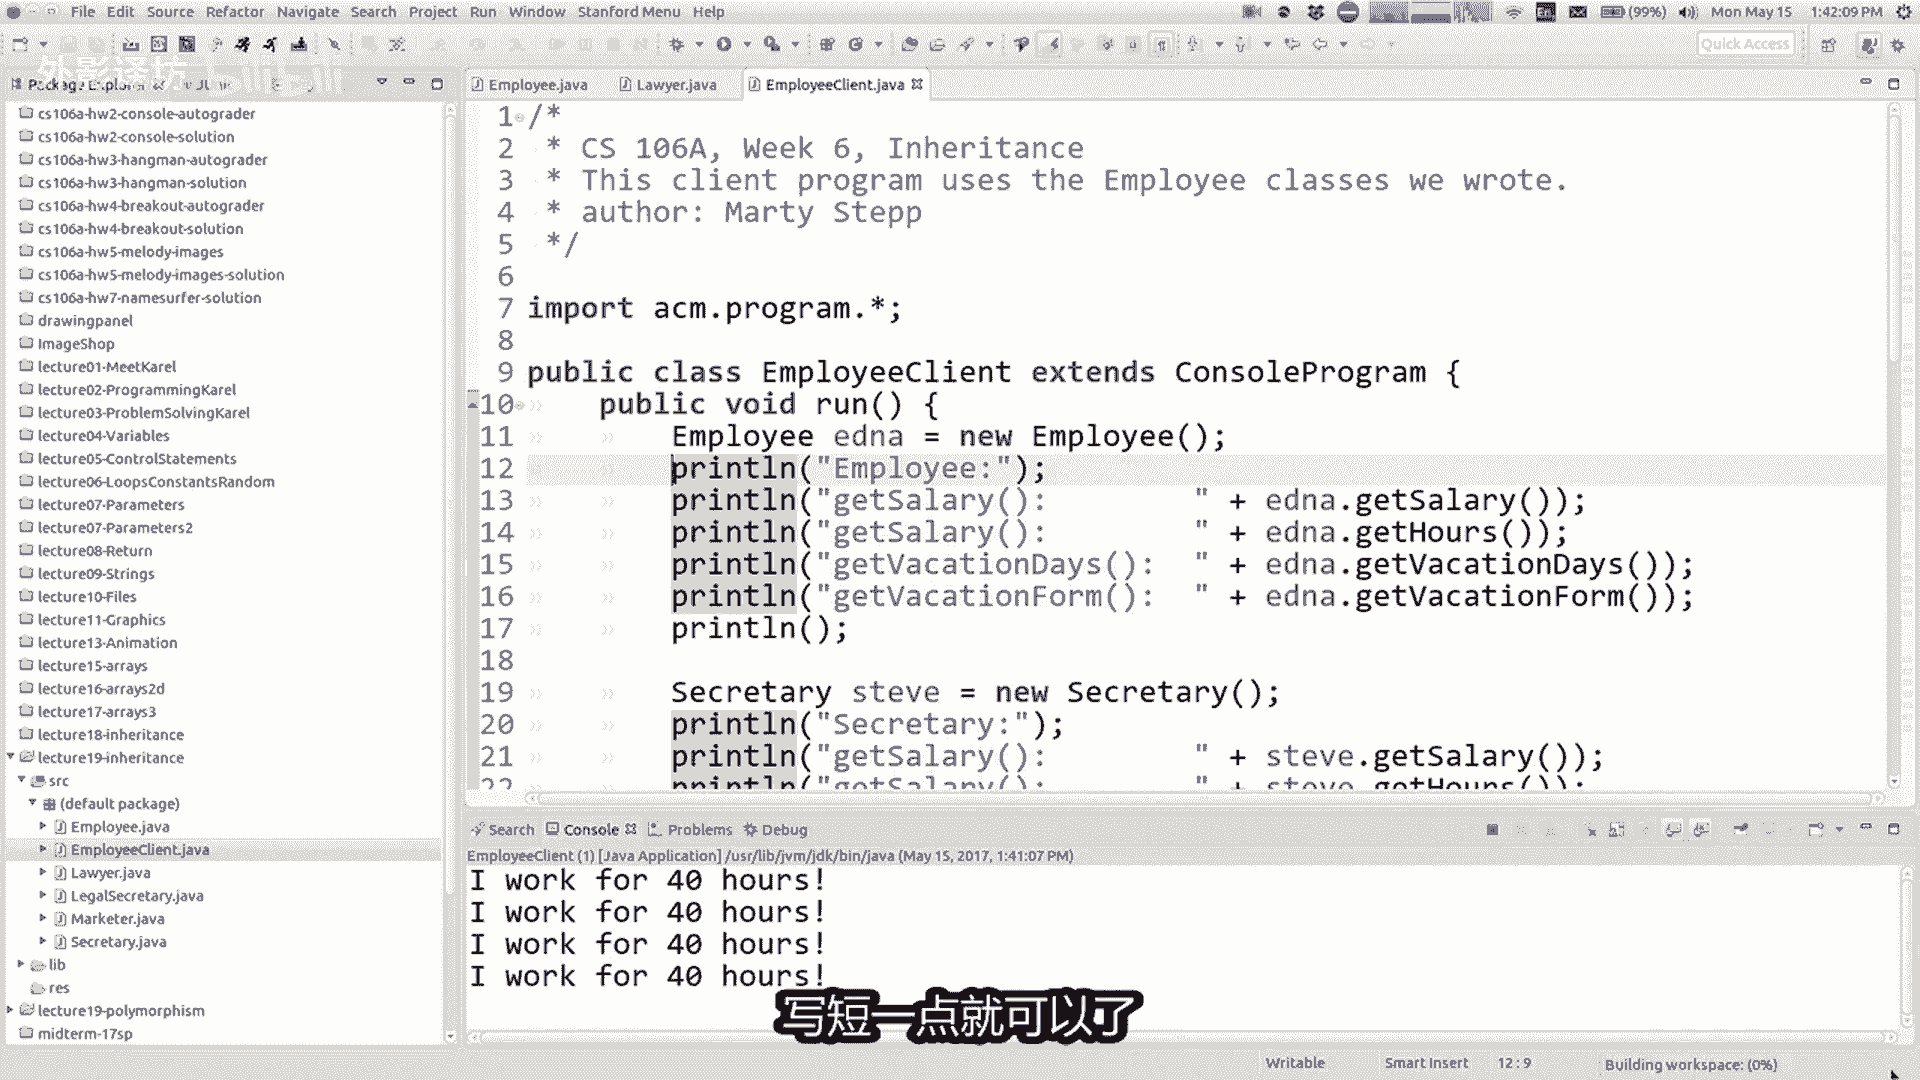 File Edit Source Refactor Navigate Search Project Run Window Stanford Menu Help
(99%) Mon May 15 1:42:09 PM
Quick Access
外影译坊 bilibili
Package Explorer
Employee.java Lawyer.java EmployeeClient.java
cs106a-hw2-console-autograder
cs106a-hw2-console-solution
cs106a-hw3-hangman-autograder
cs106a-hw3-hangman-solution
cs106a-hw4-breakout-autograder
cs106a-hw4-breakout-solution
cs106a-hw5-melody-images
cs106a-hw5-melody-images-solution
cs106a-hw7-namesurfer-solution
drawingpanel
ImageShop
lecture01-MeetKarel
lecture02-ProgrammingKarel
lecture03-ProblemSolvingKarel
lecture04-Variables
lecture05-ControlStatements
lecture06-LoopsConstantsRandom
lecture07-Parameters
lecture07-Parameters2
lecture08-Return
lecture09-Strings
lecture10-Files
lecture11-Graphics
lecture13-Animation
lecture15-arrays
lecture16-arrays2d
lecture17-arrays3
lecture18-inheritance
lecture19-inheritance
src
(default package)
Employee.java
EmployeeClient.java
Lawyer.java
LegalSecretary.java
Marketer.java
Secretary.java
lib
res
lecture19-polymorphism
midterm-17sp
1 /*
2 * CS 106A, Week 6, Inheritance
3 * This client program uses the Employee classes we wrote.
4 * author: Marty Stepp
5 */
6
7 import acm.program.*;
8
9 public class EmployeeClient extends ConsoleProgram {
10 public void run() {
11 Employee edna = new Employee();
12 println("Employee:");
13 println("getSalary():         " + edna.getSalary());
14 println("getSalary():         " + edna.getHours());
15 println("getVacationDays():  " + edna.getVacationDays());
16 println("getVacationForm():  " + edna.getVacationForm());
17 println();
18
19 Secretary steve = new Secretary();
20 println("Secretary:");
21 println("getSalary():         " + steve.getSalary());
22 println("getSalary():         " + steve.getHours());
Search Console Problems Debug
EmployeeClient (1) [Java Application] /usr/lib/jvm/jdk/bin/java (May 15, 2017, 1:41:07 PM)
I work for 40 hours!
I work for 40 hours!
I work for 40 hours!
I work for 40 hours!
写短一点就可以了
Writable Smart Insert 12 : 9 Building workspace: (0%)